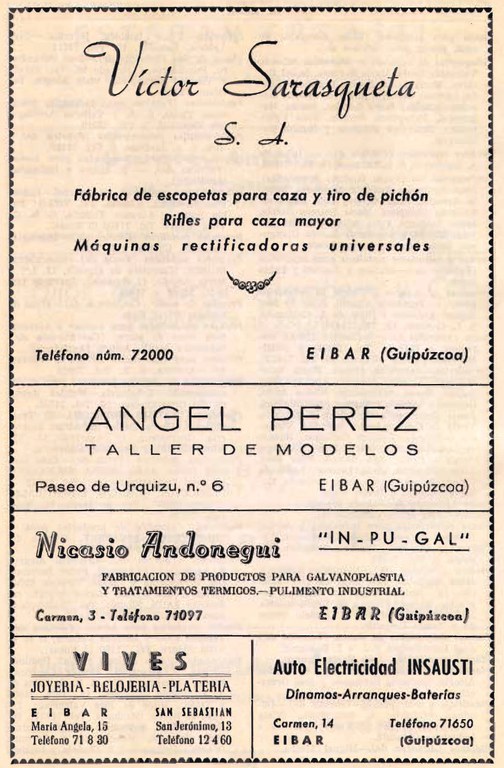 Víctor Sarasqueta
S. A.
Fábrica de escopetas para caza y tiro de pichón
Rifles para caza mayor
Máquinas rectificadoras universales
Teléfono núm. 72000
EIBAR (Guipúzcoa)
ANGEL PEREZ
TALLER DE MODELOS
Paseo de Urquizu, n.º 6
EIBAR (Guipúzcoa)
Nicasio Andonegui
"IN-PU-GAL"
FABRICACION DE PRODUCTOS PARA GALVANOPLASTIA
Y TRATAMIENTOS TERMICOS.—PULIMENTO INDUSTRIAL
Carmen, 3 - Teléfono 71097
EIBAR (Guipúzcoa)
VIVES
JOYERIA - RELOJERIA - PLATERIA
EIBAR
María Angela, 15
Teléfono 71 8 30
SAN SEBASTIAN
San Jerónimo, 13
Teléfono 12 4 60
Auto Electricidad INSAUSTI
Dínamos-Arranques-Baterías
Carmen, 14
Teléfono 71650
EIBAR
(Guipúzcoa)